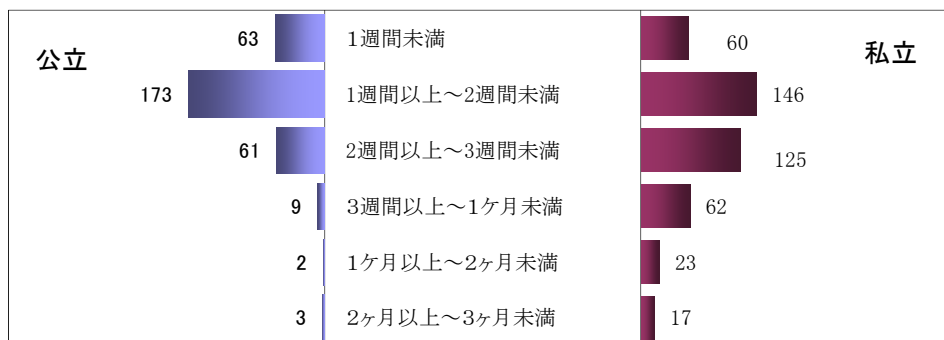 公立 私立
63 1週間未満 60
173 1週間以上～2週間未満 146
61 2週間以上～3週間未満 125
9 3週間以上～1ケ月未満 62
2 1ケ月以上～2ヶ月未満 23
3 2ヶ月以上～3ヶ月未満 17